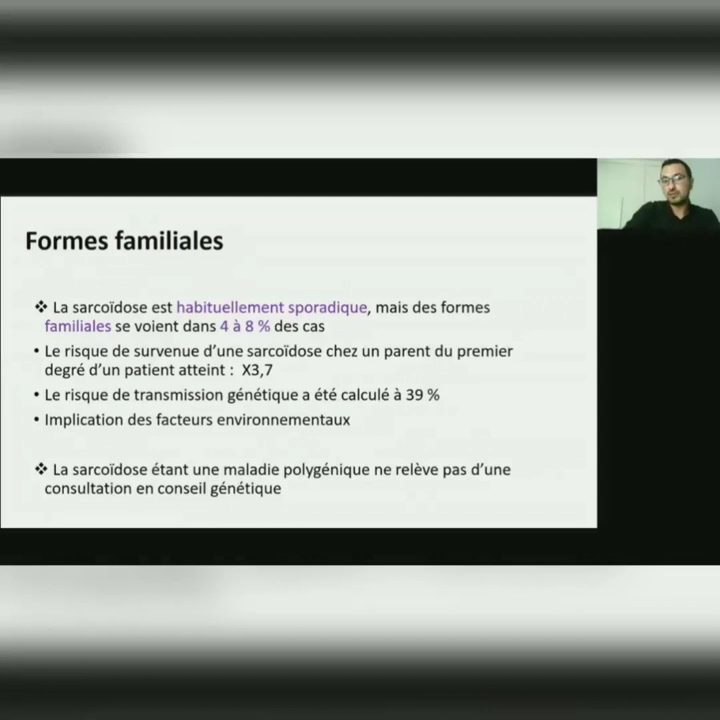 Formes familiales
❖ La sarcoïdose est habituellement sporadique, mais des formes
familiales se voient dans 4 à 8 % des cas
• Le risque de survenue d'une sarcoïdose chez un parent du premier
degré d'un patient atteint : X3,7
• Le risque de transmission génétique a été calculé à 39 %
• Implication des facteurs environnementaux
❖ La sarcoïdose étant une maladie polygénique ne relève pas d'une
consultation en conseil génétique